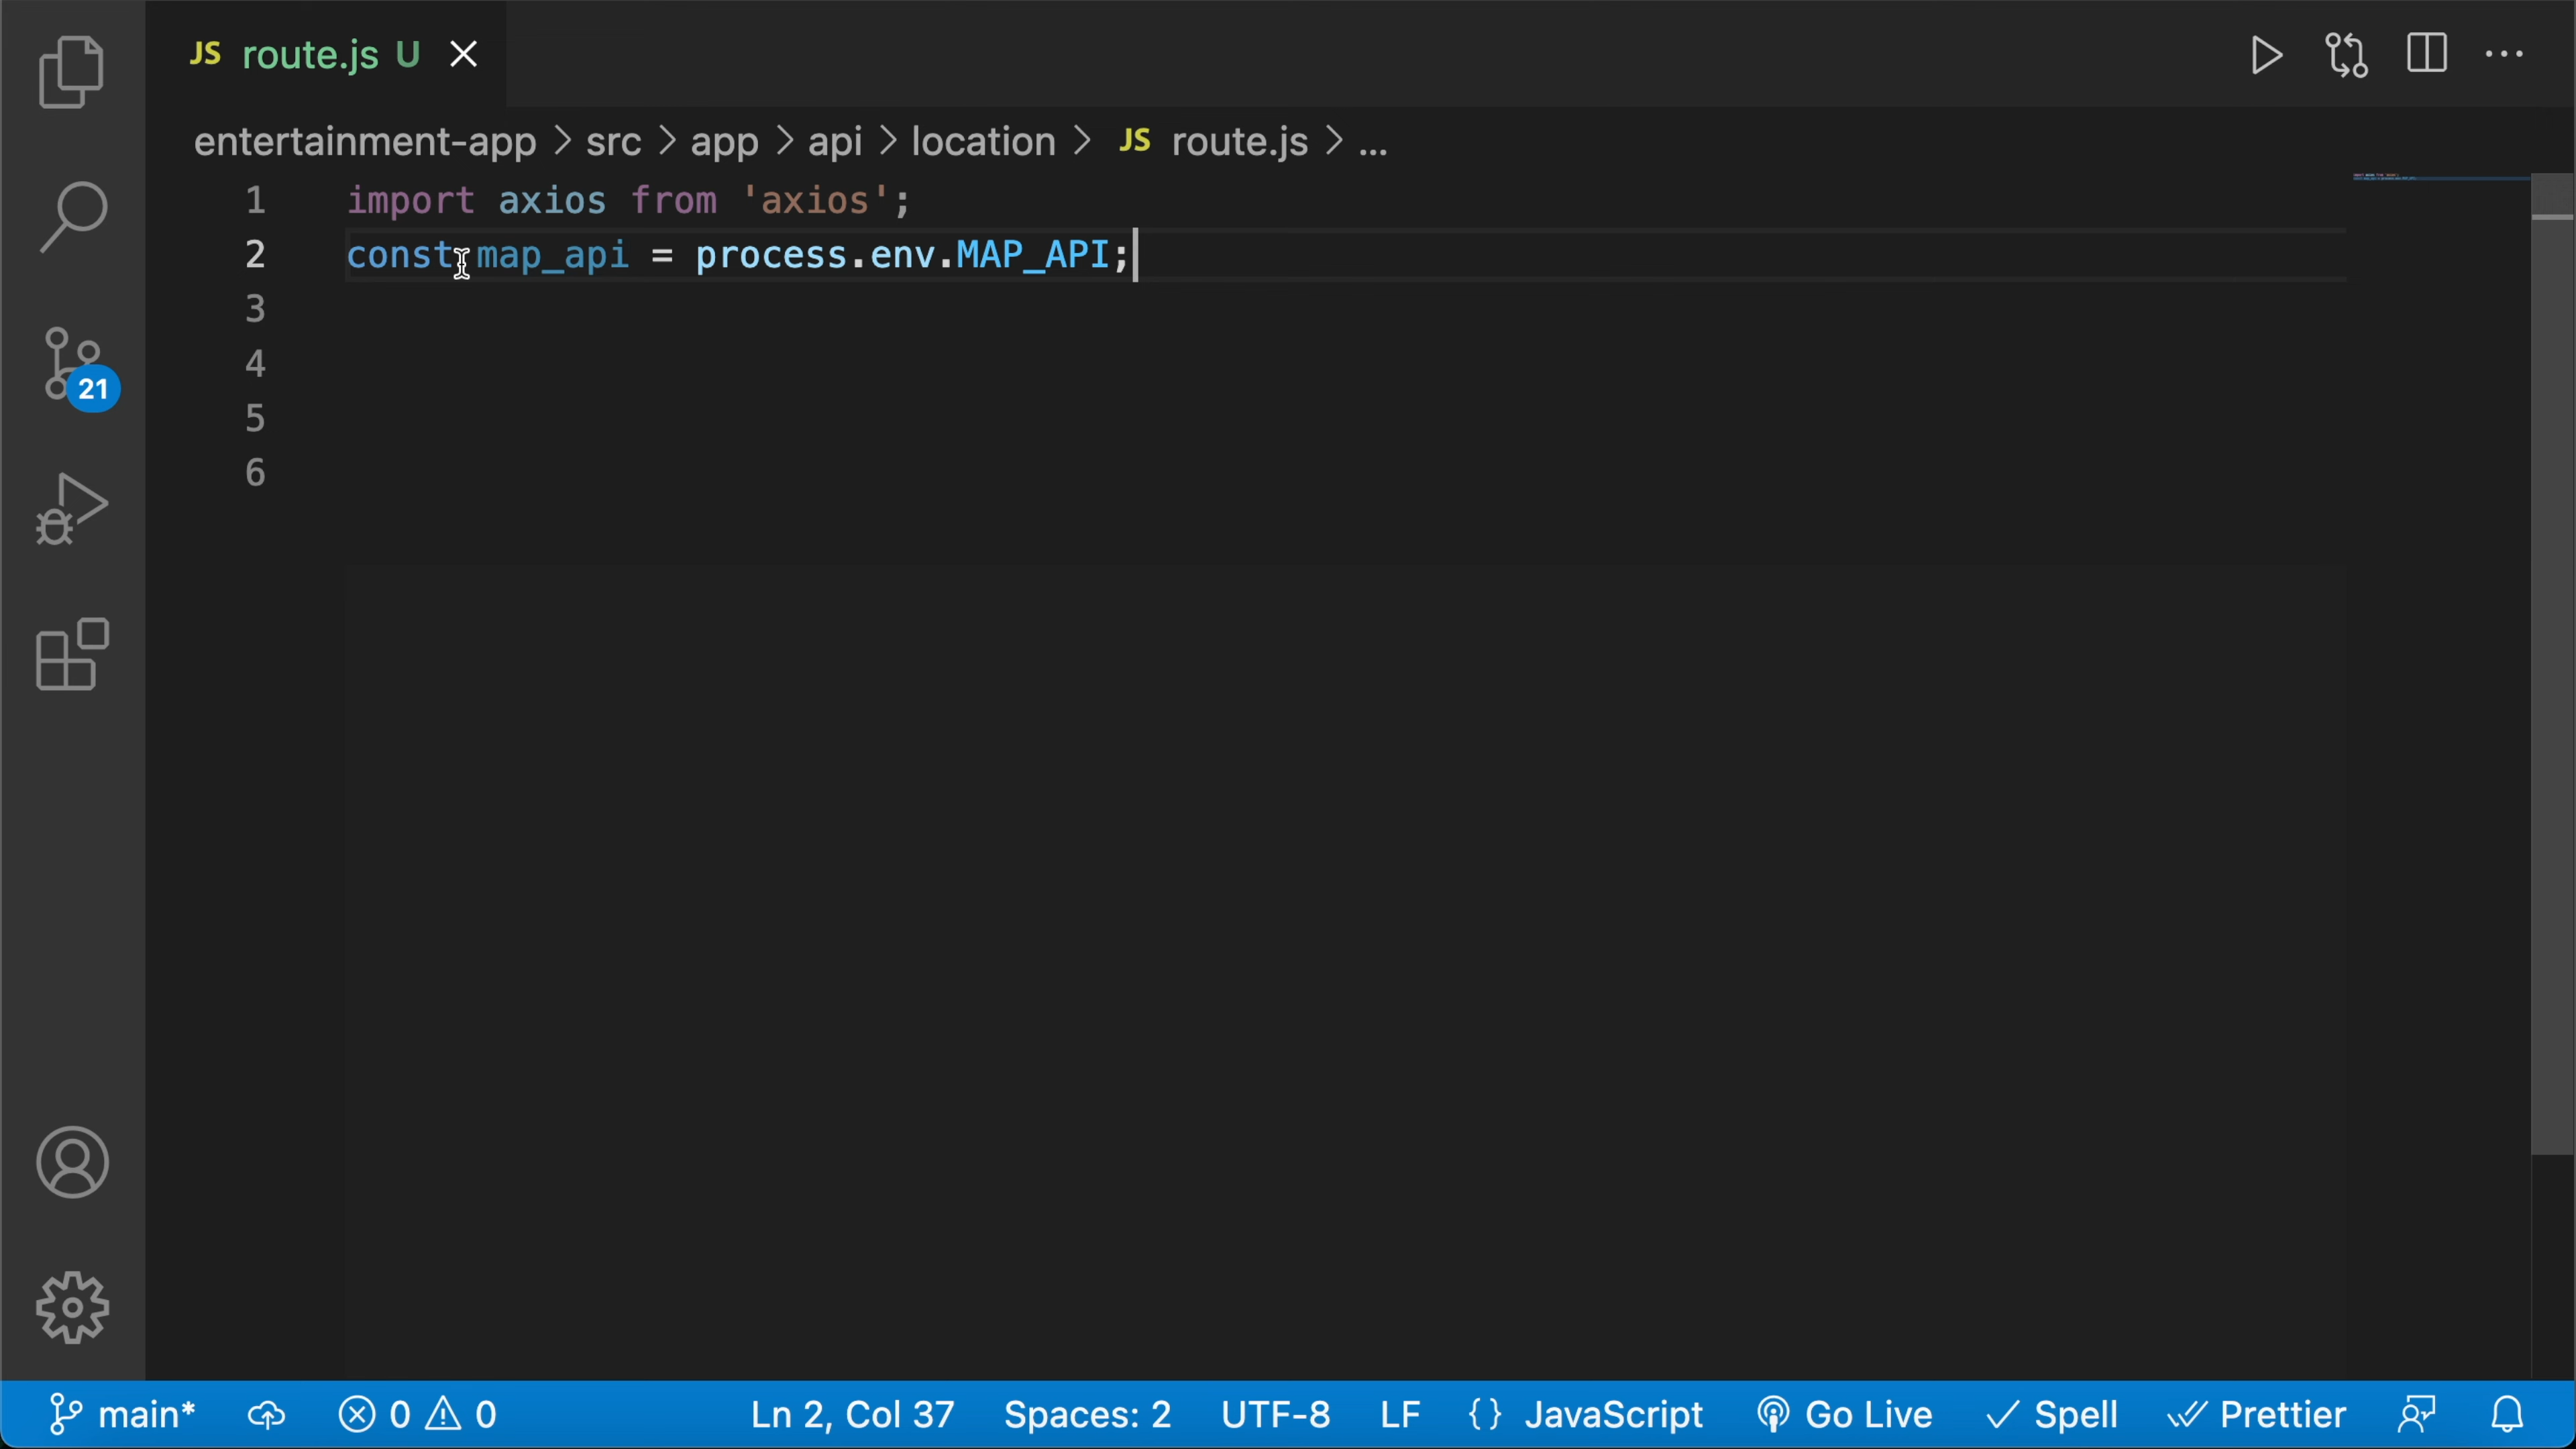 JS route.js U
entertainment-app > src > app > api > location > JS route.js > ...
1 import axios from 'axios';
2 const map_api = process.env.MAP_API;
3
4
5
6
21
main* 0 0 Ln 2, Col 37 Spaces: 2 UTF-8 LF {} JavaScript Go Live Spell Prettier